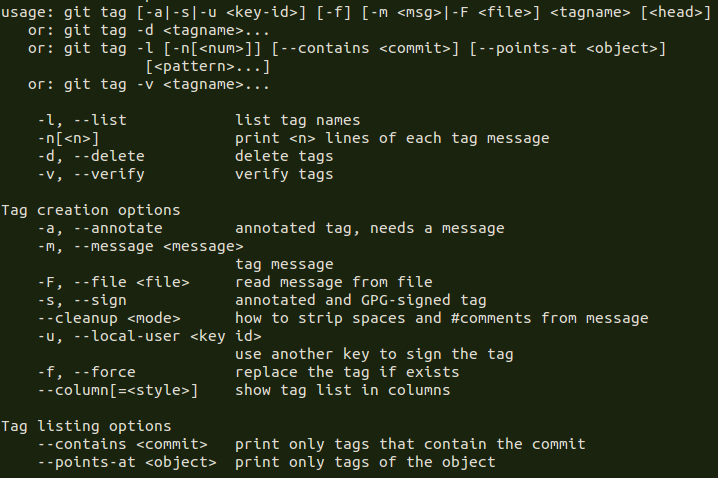 usage: git tag [-a|-s|-u <key-id>] [-f] [-m <msg>|-F <file>] <tagname> [<head>]
   or: git tag -d <tagname>...
   or: git tag -l [-n[<num>]] [--contains <commit>] [--points-at <object>]
                [<pattern>...]
   or: git tag -v <tagname>...

    -l, --list            list tag names
    -n[<n>]               print <n> lines of each tag message
    -d, --delete          delete tags
    -v, --verify          verify tags

Tag creation options
    -a, --annotate        annotated tag, needs a message
    -m, --message <message>
                          tag message
    -F, --file <file>     read message from file
    -s, --sign            annotated and GPG-signed tag
    --cleanup <mode>      how to strip spaces and #comments from message
    -u, --local-user <key id>
                          use another key to sign the tag
    -f, --force           replace the tag if exists
    --column[=<style>]    show tag list in columns

Tag listing options
    --contains <commit>   print only tags that contain the commit
    --points-at <object>  print only tags of the object